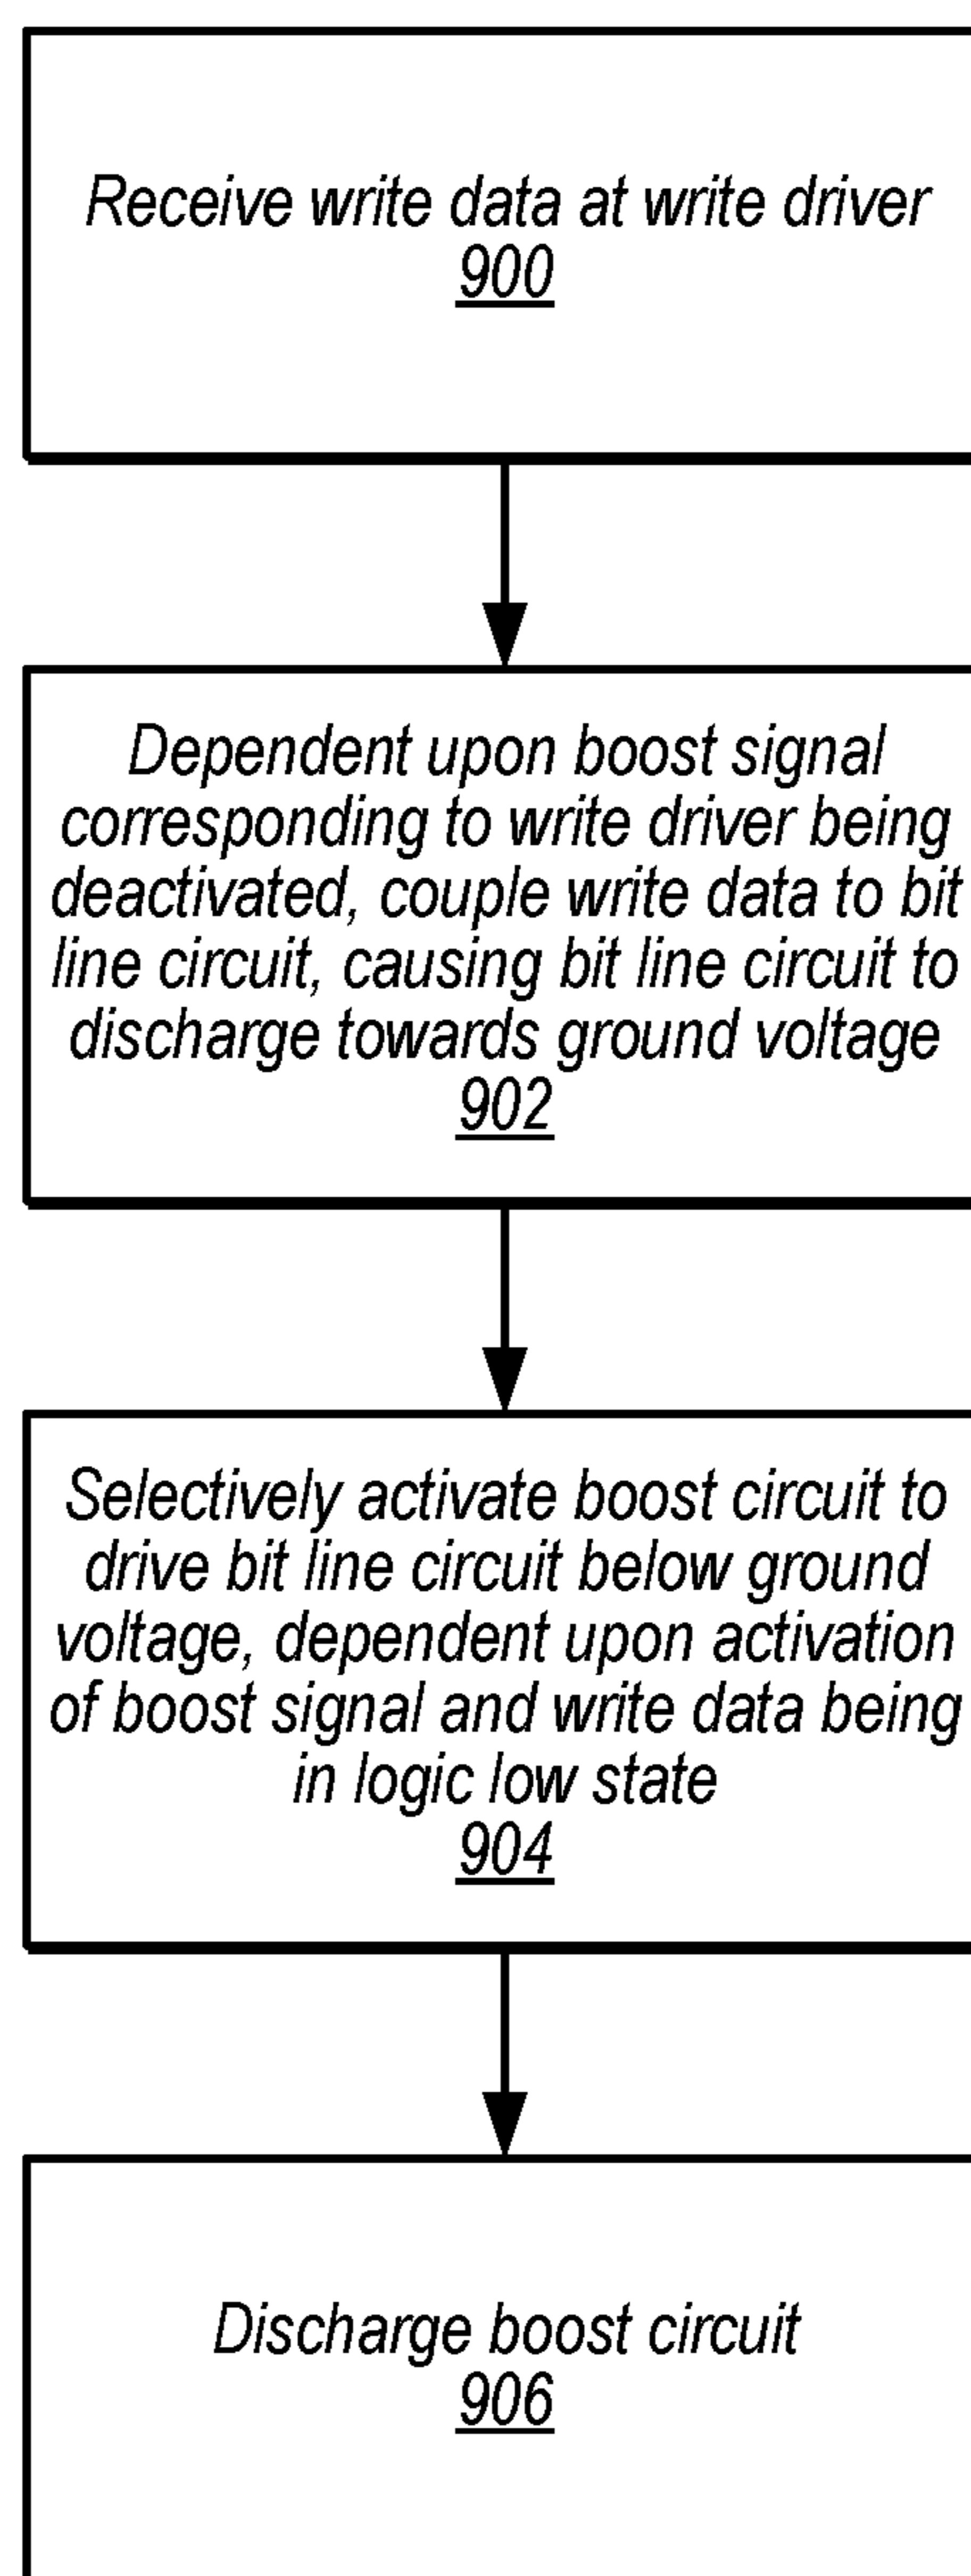 Receive write data at write driver
900
Dependent upon boost signal
corresponding to write driver being
deactivated, couple write data to bit
line circuit, causing bit line circuit to
discharge towards ground voltage
902
Selectively activate boost circuit to
drive bit line circuit below ground
voltage, dependent upon activation
of boost signal and write data being
in logic low state
904
Discharge boost circuit
906